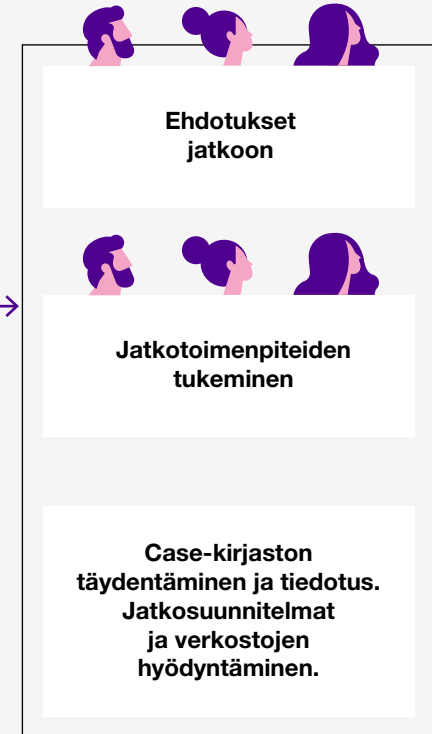 Ehdotukset
jatkoon
Jatkotoimenpiteiden
tukeminen
Case-kirjaston
täydentäminen ja tiedotus.
Jatkosuunnitelmat
ja verkostojen
hyödyntäminen.